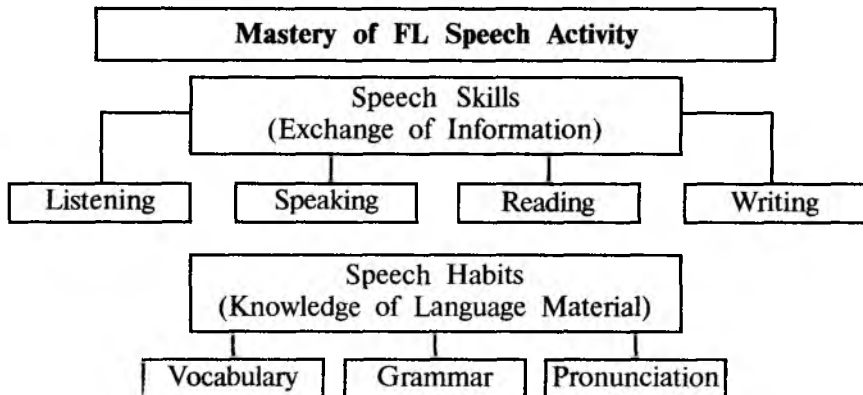 Mastery of FL Speech Activity
Speech Skills
(Exchange of Information)
Listening
Speaking
Reading
Writing
Speech Habits
(Knowledge of Language Material)
Vocabulary
Grammar
Pronunciation